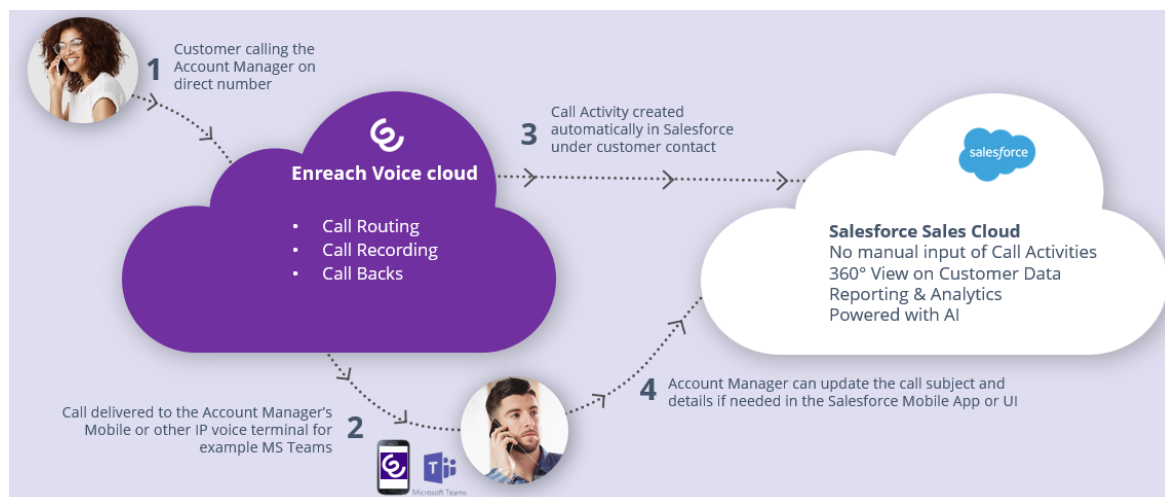 1
Customer calling the
Account Manager on
direct number
Enreach Voice cloud
• Call Routing
• Call Recording
• Call Backs
3
Call Activity created
automatically in Salesforce
under customer contact
salesforce
Salesforce Sales Cloud
No manual input of Call Activities
360° View on Customer Data
Reporting & Analytics
Powered with AI
Call delivered to the Account Manager's
Mobile or other IP voice terminal for
example MS Teams
2
T
Microsoft Teams
4
Account Manager can update the call subject and
details if needed in the Salesforce Mobile App or UI